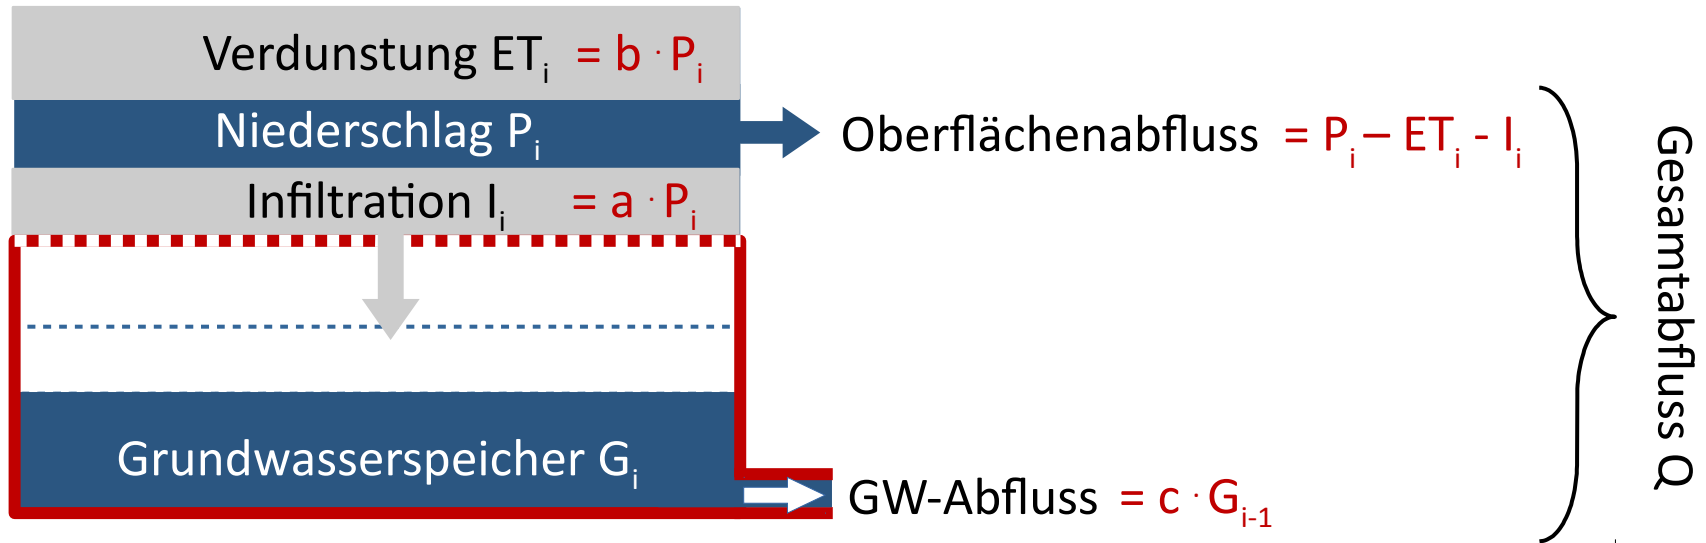 Verdunstung ETi = b · Pi
Niederschlag Pi
Oberflächenabfluss = Pi – ETi - Ii
Infiltration Ii = a · Pi
Grundwasserspeicher Gi
GW-Abfluss = c · Gi-1
Gesamtabfluss Q